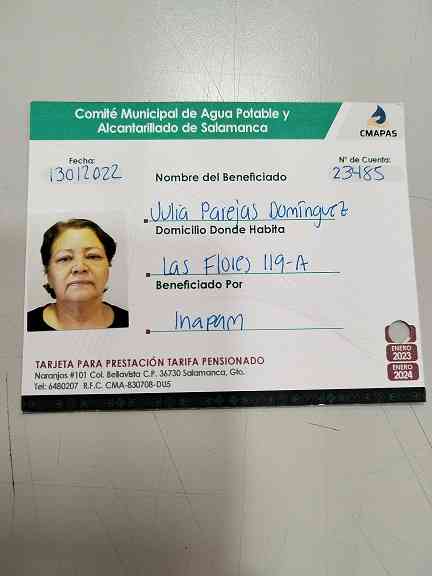 Comité Municipal de Agua Potable y
Alcantarillado de Salamanca
CMAPAS
Fecha:
13012022
Nº de Cuenta:
23485
Nombre del Beneficiado
Julia Parejas Domínguez
Domicilio Donde Habita
Las Flores 119-A
Beneficiado Por
Inapam
ENERO
2023
ENERO
2024
TARJETA PARA PRESTACIÓN TARIFA PENSIONADO
Naranjos #101 Col. Bellavista C.P. 36730 Salamanca, Gto.
Tel: 6480207 R.F.C. CMA-830708-DU5